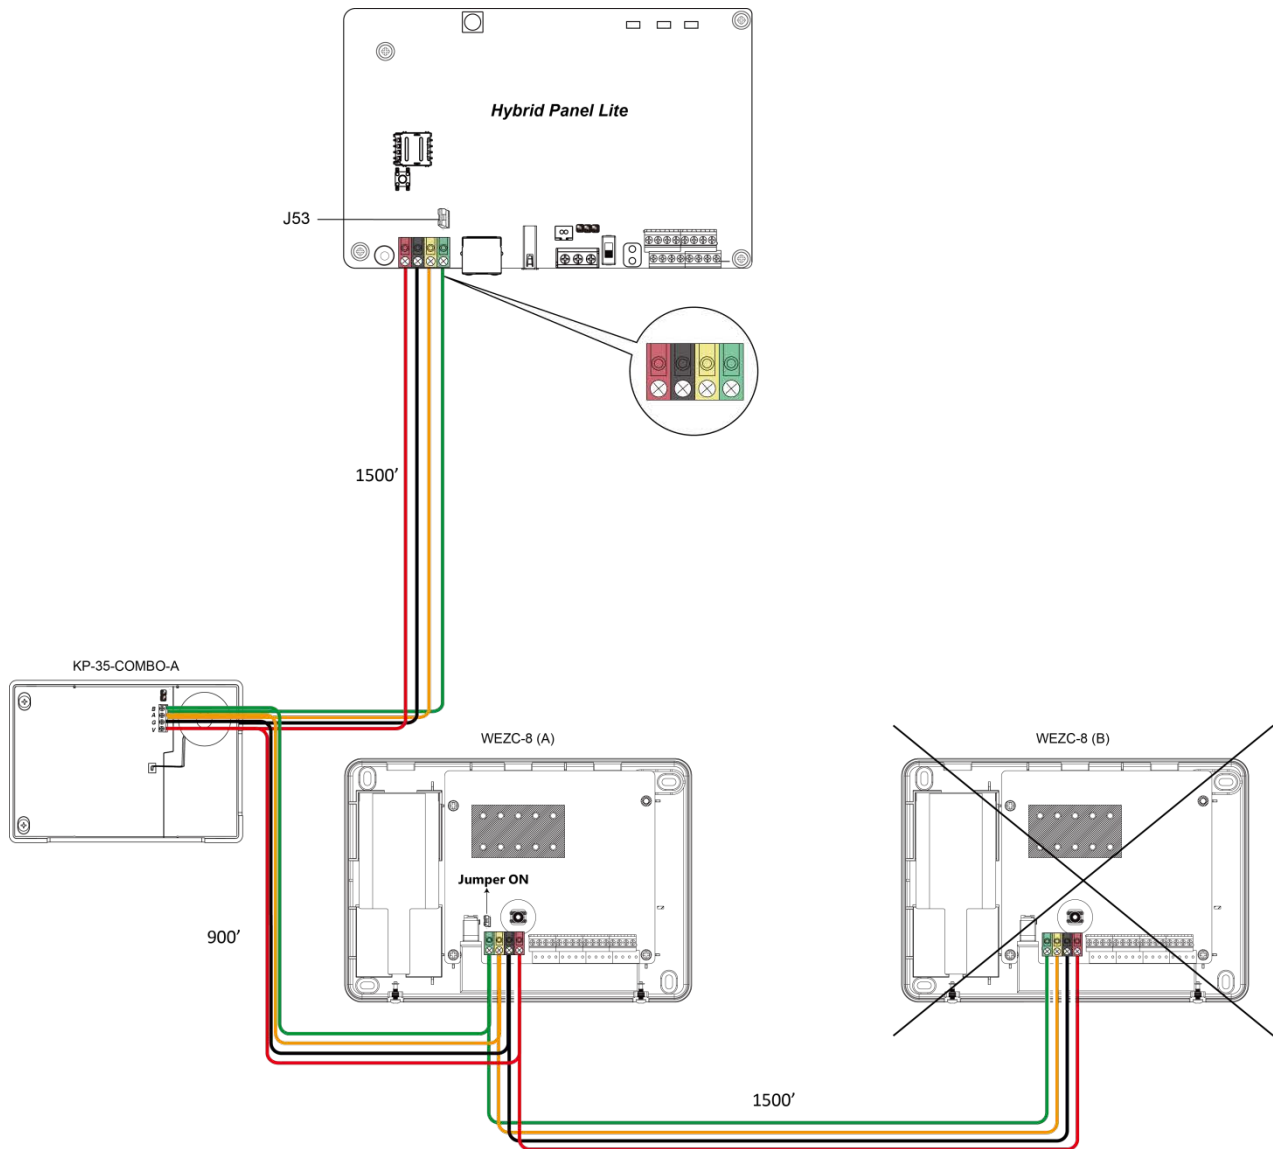 Hybrid Panel Lite
J53
1500’
KP-35-COMBO-A
B
A
G
V
WEZC-8 (A)
WEZC-8 (B)
Jumper ON
900’
1500’